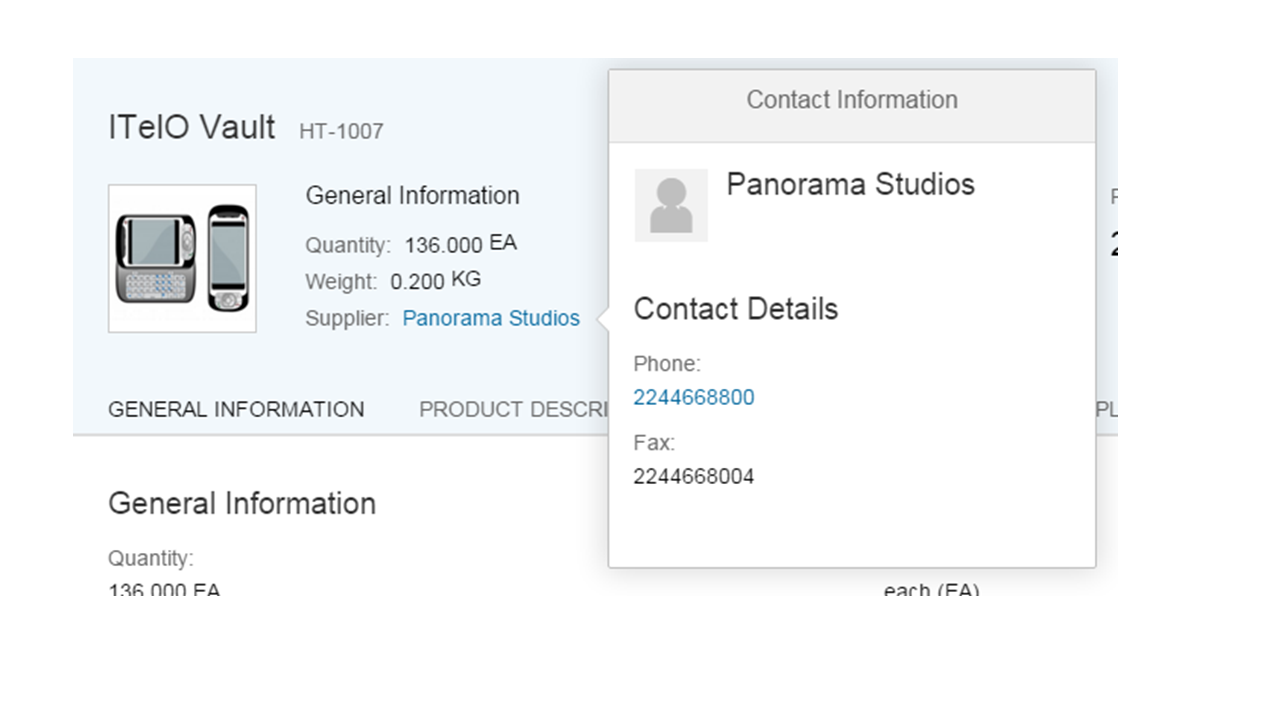 ITelO Vault HT-1007
General Information
Quantity: 136.000 EA
Weight: 0.200 KG
Supplier: Panorama Studios
GENERAL INFORMATION PRODUCT DESCRI
General Information
Quantity:
136.000 EA
each (EA)
Contact Information
Panorama Studios
Contact Details
Phone:
2244668800
Fax:
2244668004
PL